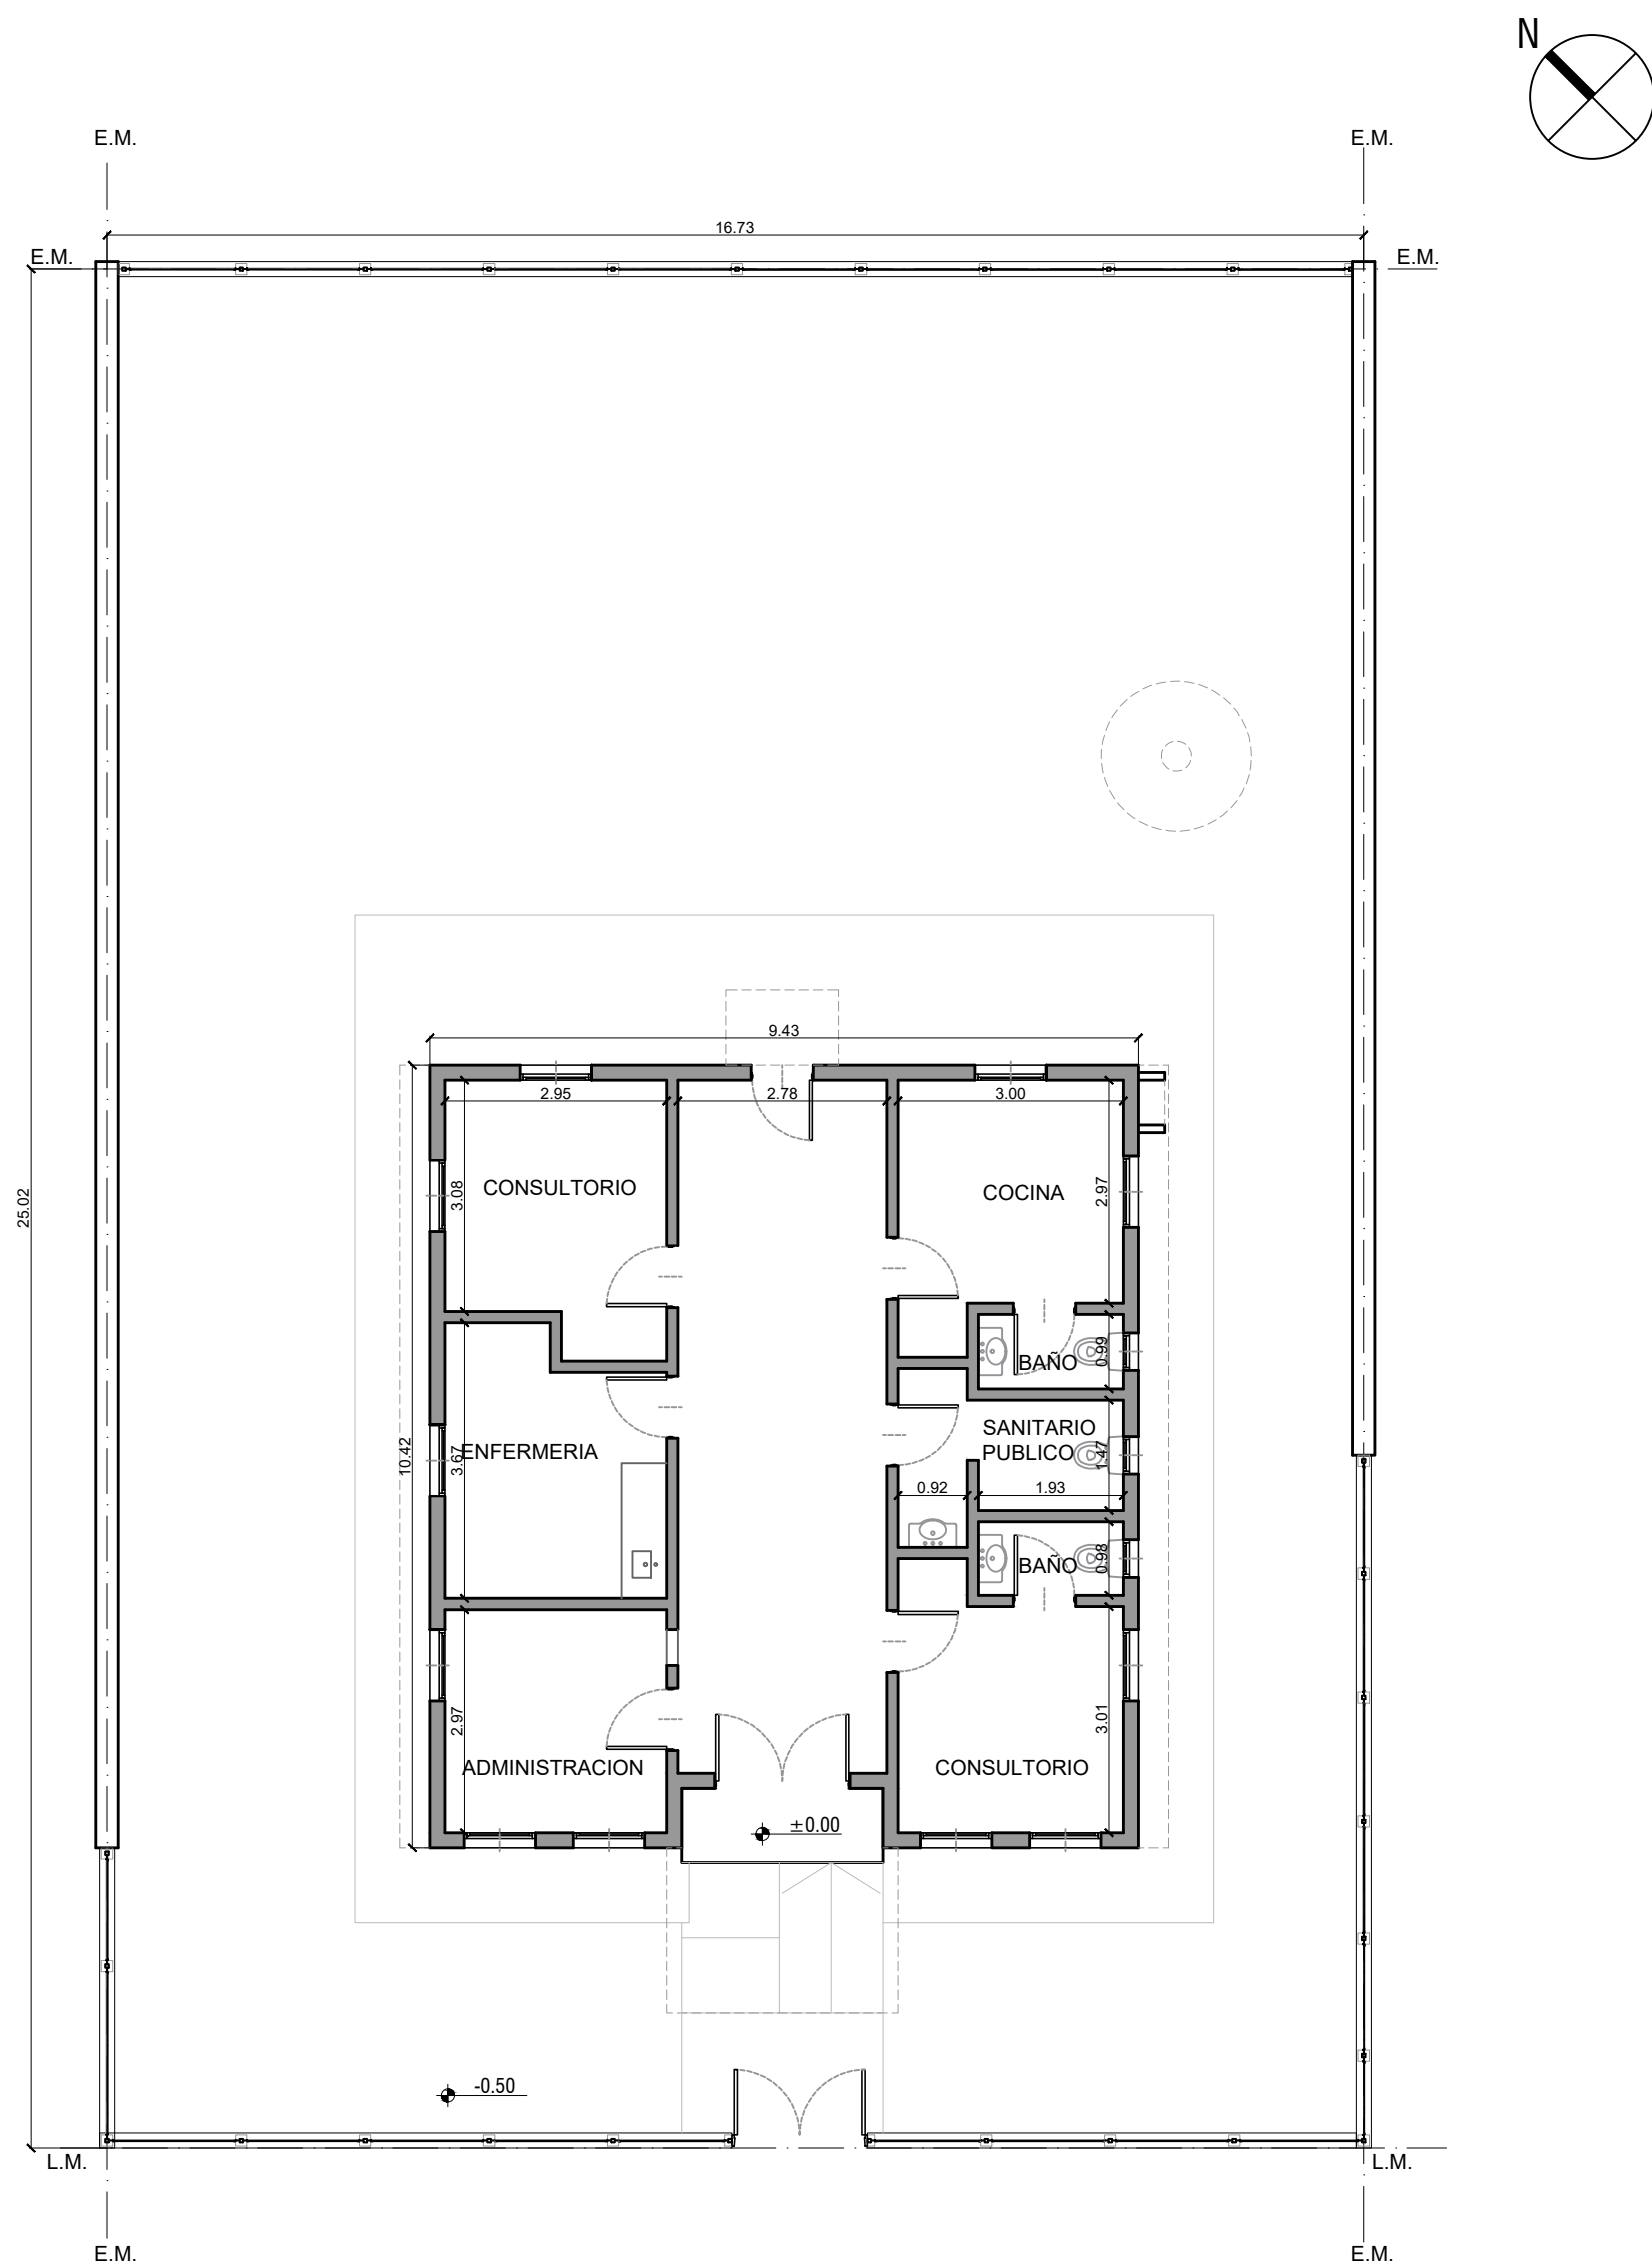 N
E.M.
E.M.
16.73
E.M.
E.M.
9.43
2.95
2.78
3.00
CONSULTORIO
3.08
COCINA
2.97
25.02
BAÑO
0.99
10.42
ENFERMERIA
3.67
SANITARIO
PUBLICO
1.47
0.92
1.93
BAÑO
0.98
2.97
3.01
ADMINISTRACION
CONSULTORIO
±0.00
-0.50
L.M.
L.M.
E.M.
E.M.